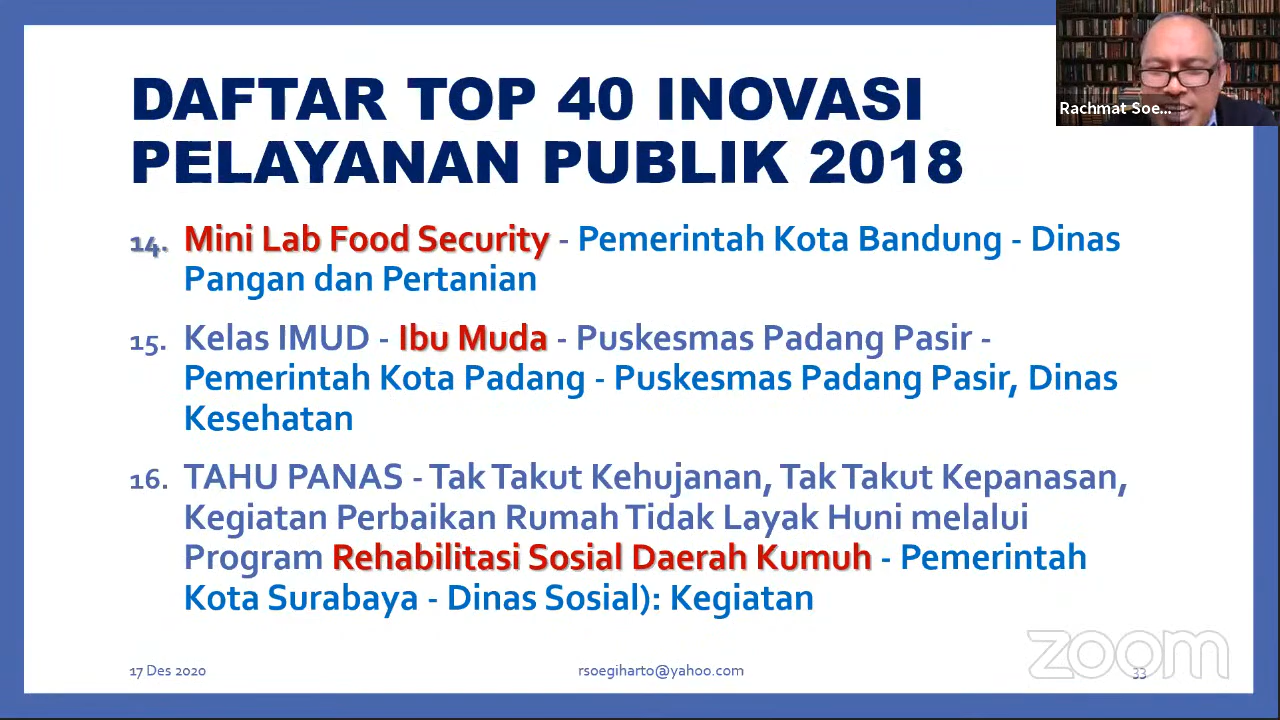 DAFTAR TOP 40 INOVASI
PELAYANAN PUBLIK 2018
Rachmat Soe...
14. Mini Lab Food Security - Pemerintah Kota Bandung - Dinas
Pangan dan Pertanian
15. Kelas IMUD - Ibu Muda - Puskesmas Padang Pasir -
Pemerintah Kota Padang - Puskesmas Padang Pasir, Dinas
Kesehatan
16. TAHU PANAS - Tak Takut Kehujanan, Tak Takut Kepanasan,
Kegiatan Perbaikan Rumah Tidak Layak Huni melalui
Program Rehabilitasi Sosial Daerah Kumuh - Pemerintah
Kota Surabaya - Dinas Sosial): Kegiatan
17 Des 2020 rsoegiharto@yahoo.com 33
zoom